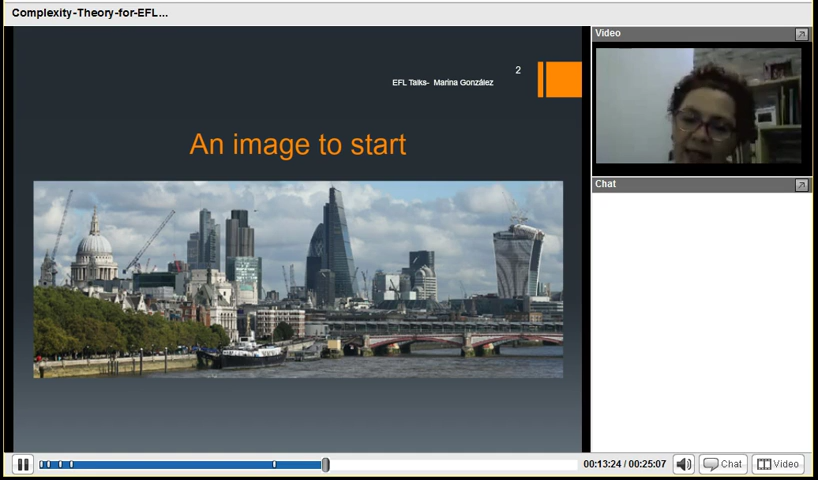 Complexity-Theory-for-EFL...
2
EFL Talks- Marina González
An image to start
Video
Chat
00:13:24 / 00:25:07
Chat
Video